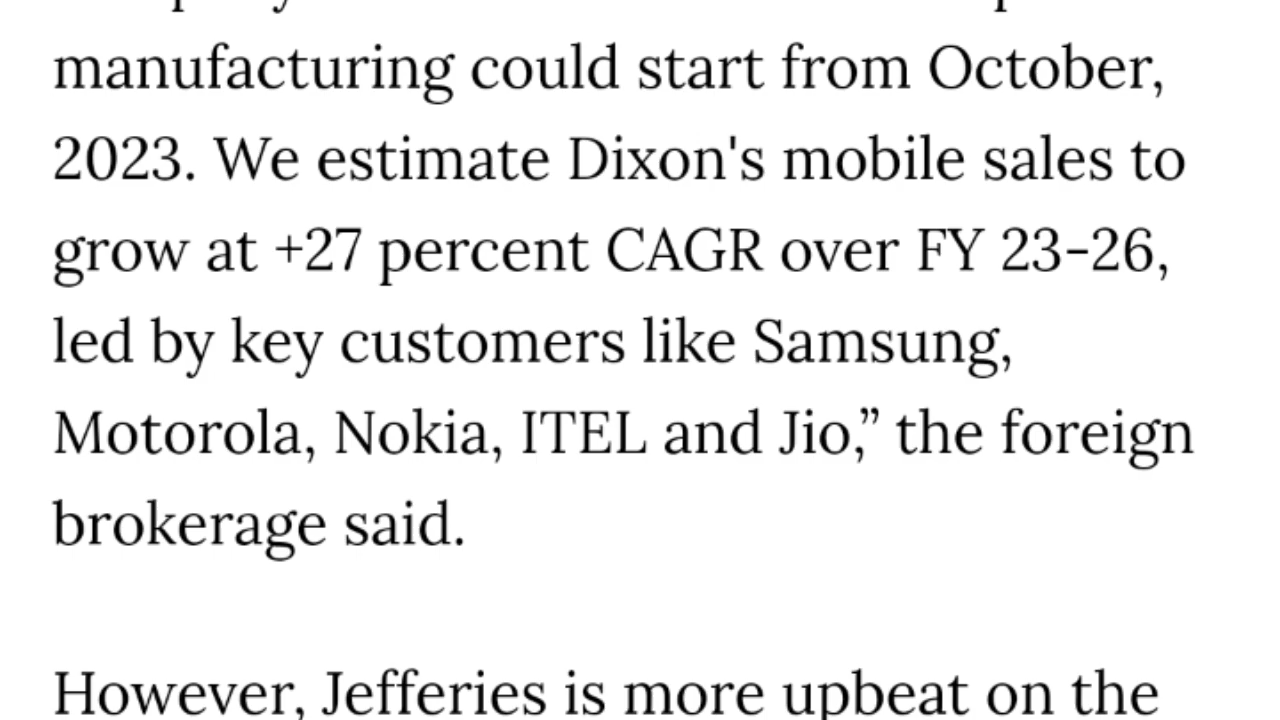 manufacturing could start from October,
2023. We estimate Dixon's mobile sales to
grow at +27 percent CAGR over FY 23-26,
led by key customers like Samsung,
Motorola, Nokia, ITEL and Jio,” the foreign
brokerage said.
However, Jefferies is more upbeat on the